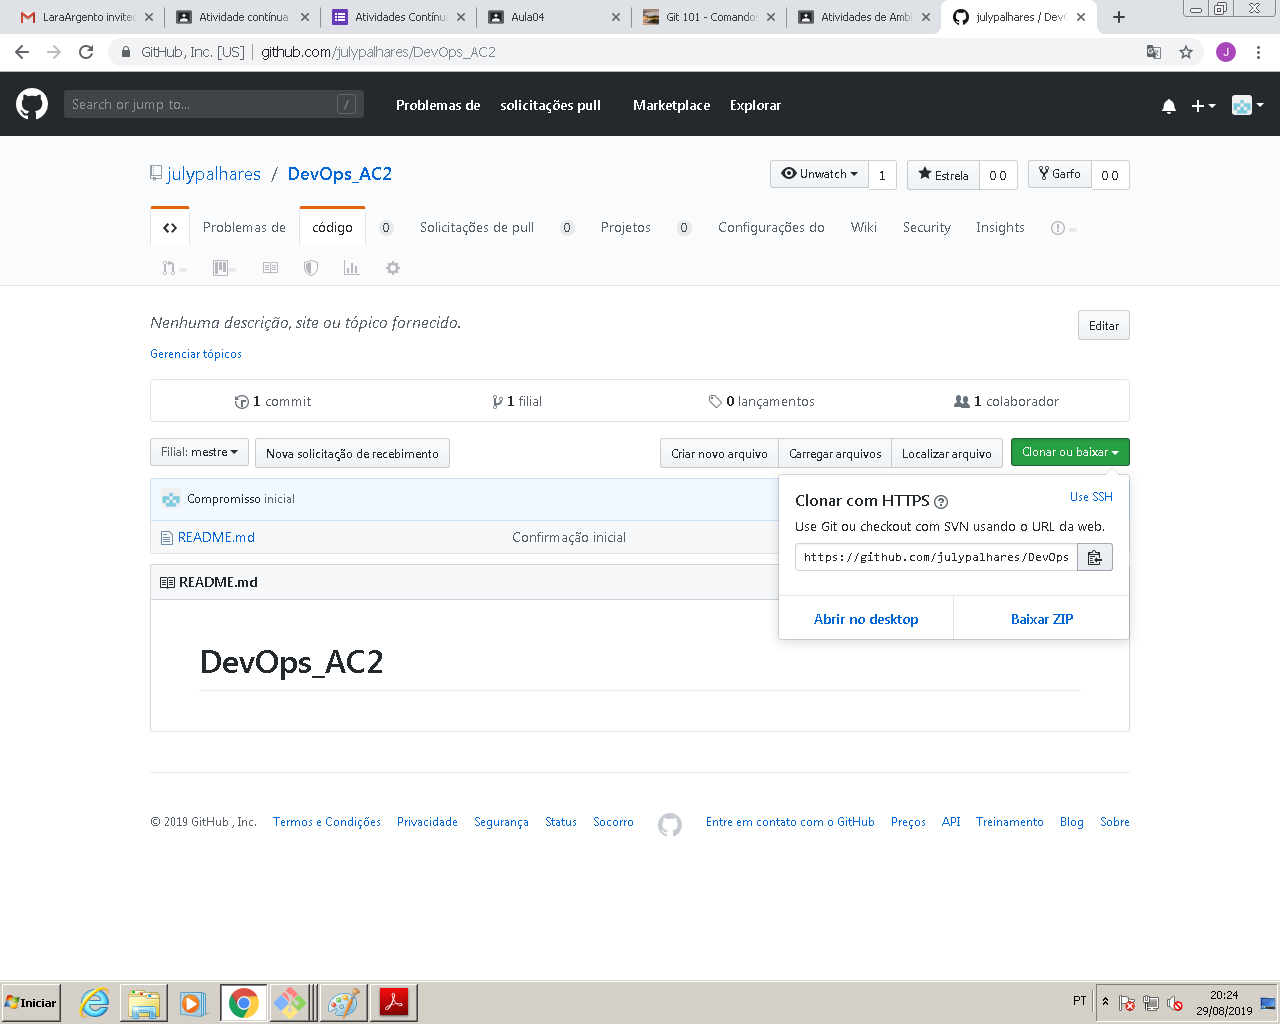 LaraArgento invited
Atividade contínua
Atividades Contínua
Aula04
Git 101 - Comandos
Atividades de Ambi
julypalhares / DevO
GitHub, Inc. [US] | github.com/julypalhares/DevOps_AC2
J
Search or jump to...
/
Problemas de
solicitações pull
Marketplace
Explorar
julypalhares / DevOps_AC2
Unwatch 1
Estrela 0 0
Garfo 0 0
<> Problemas de código 0 Solicitações de pull 0 Projetos 0 Configurações do Wiki Security Insights
Nenhuma descrição, site ou tópico fornecido.
Editar
Gerenciar tópicos
1 commit
1 filial
0 lançamentos
1 colaborador
Filial: mestre
Nova solicitação de recebimento
Criar novo arquivo
Carregar arquivos
Localizar arquivo
Clonar ou baixar
Compromisso inicial
README.md Confirmação inicial
Clonar com HTTPS
Use SSH
Use Git ou checkout com SVN usando o URL da web.
https://github.com/julypalhares/DevOps
Abrir no desktop
Baixar ZIP
README.md
DevOps_AC2
© 2019 GitHub , Inc. Termos e Condições Privacidade Segurança Status Socorro Entre em contato com o GitHub Preços API Treinamento Blog Sobre
Iniciar
PT
20:24
29/08/2019